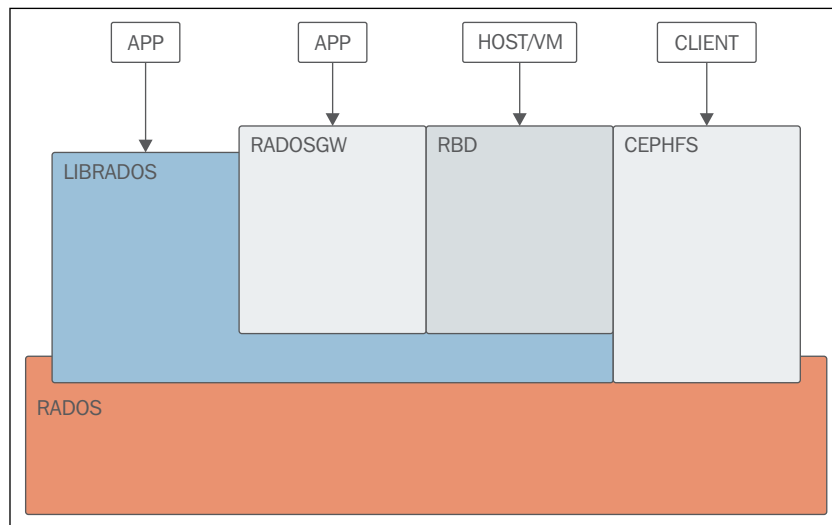 APP
APP
HOST/VM
CLIENT
RADOSGW
RBD
CEPHFS
LIBRADOS
RADOS